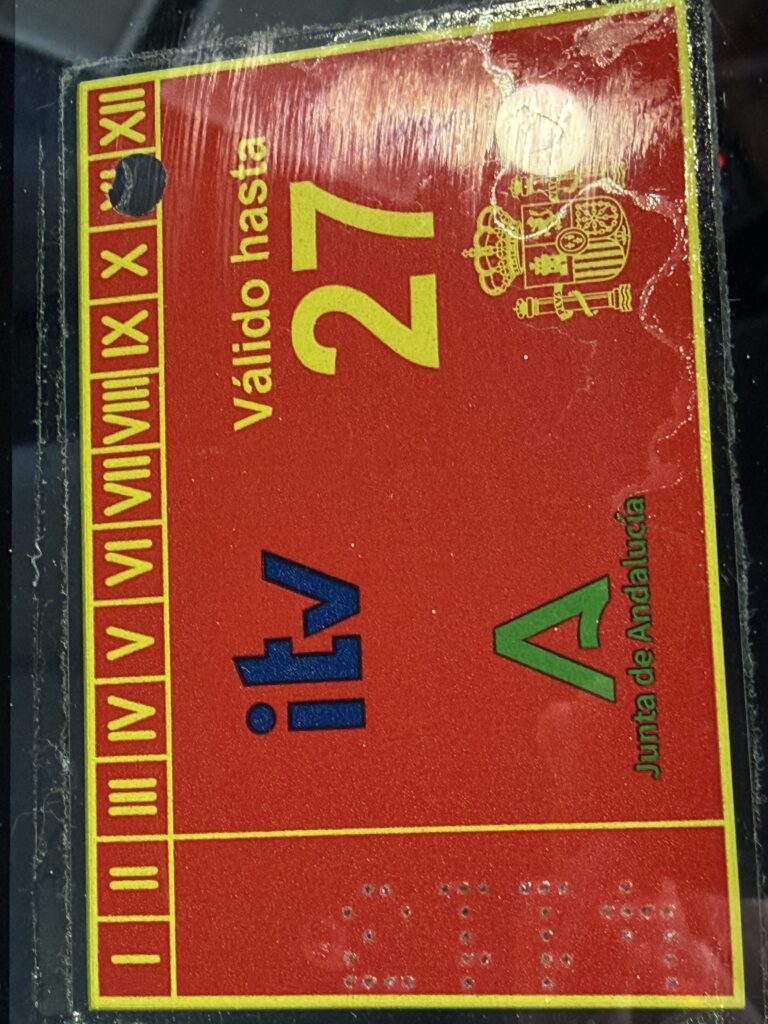 I II III IV V VI VII VIII IX X XII
itv
Válido hasta
27
Junta de Andalucía